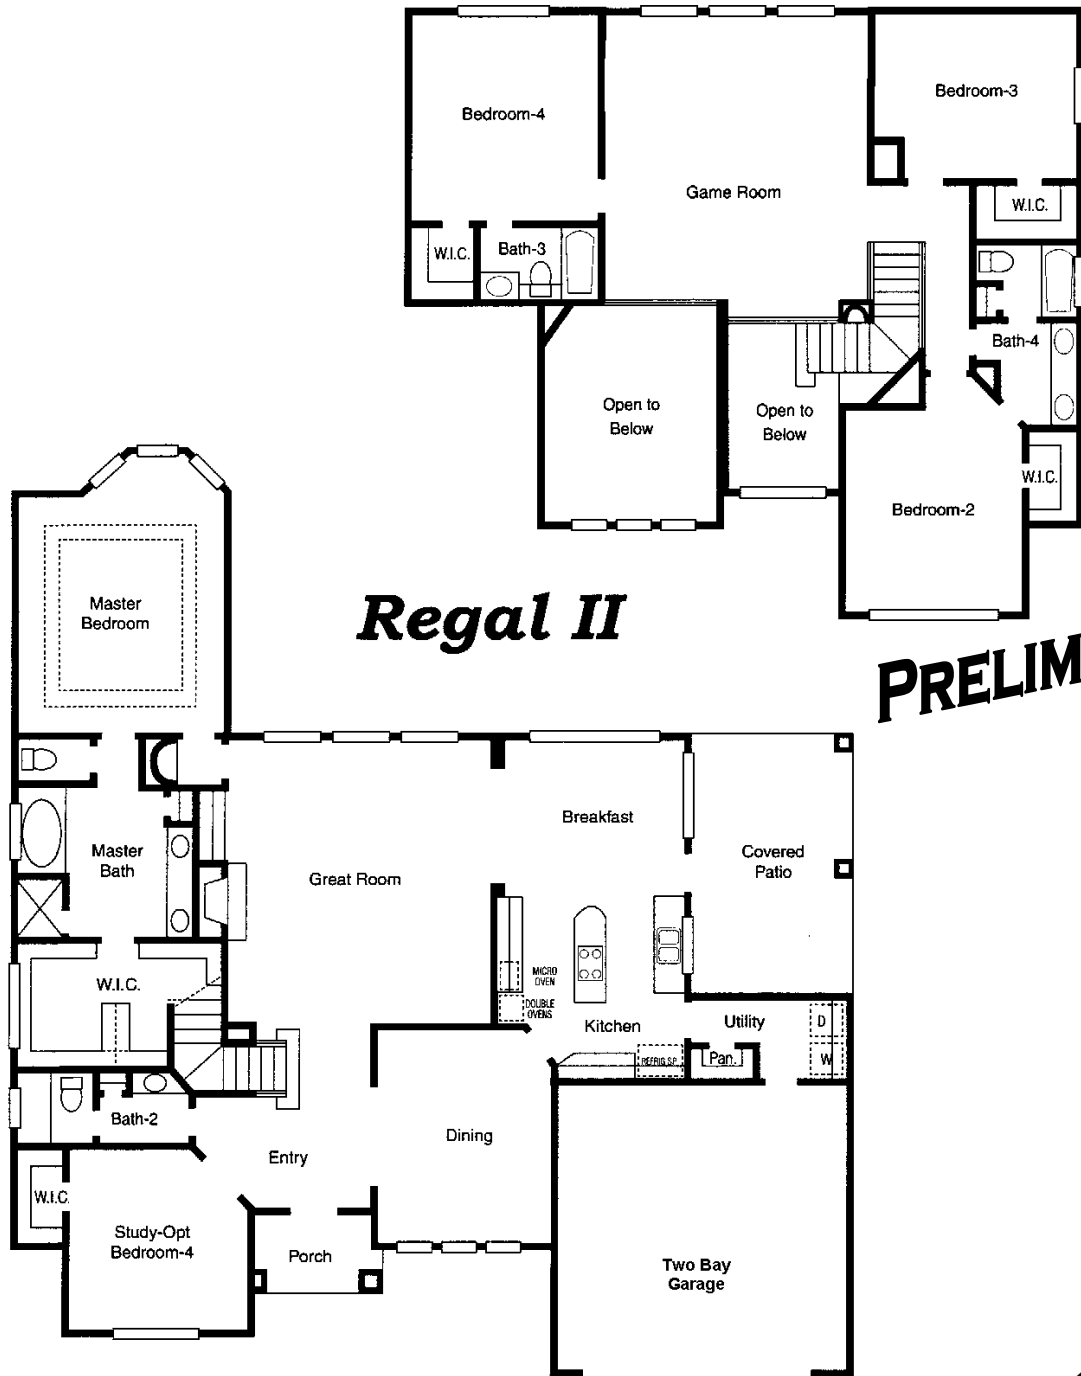 Bedroom-4
Bedroom-3
Game Room
W.I.C.
W.I.C.
Bath-3
Bath-4
Open to
Below
Open to
Below
W.I.C.
Bedroom-2
Regal II
PRELIM
Master
Bedroom
Breakfast
Master
Bath
Covered
Patio
Great Room
W.I.C.
MICRO
OVEN
DOUBLE
OVENS
Kitchen
Utility
D
REFRIG SP.
Pan.
W
Bath-2
Dining
Entry
W.I.C.
Study-Opt
Bedroom-4
Porch
Two Bay
Garage